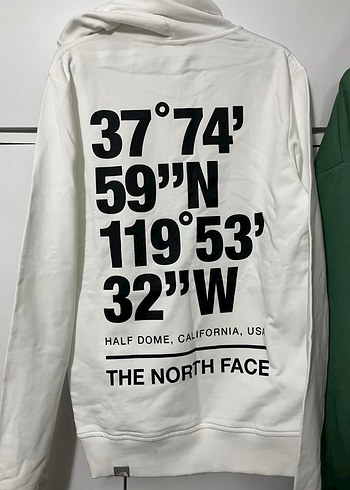 37°74’
59”N
119°53’
32”W
HALF DOME, CALIFORNIA, USA
THE NORTH FACE